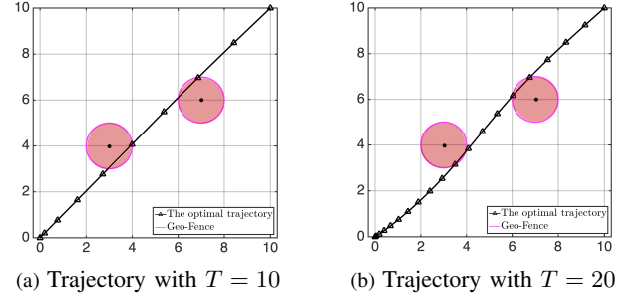 10
8
6
4
2
0
0 2 4 6 8 10
The optimal trajectory
Geo-Fence
(a) Trajectory with T = 10
10
8
6
4
2
0
0 2 4 6 8 10
The optimal trajectory
Geo-Fence
(b) Trajectory with T = 20